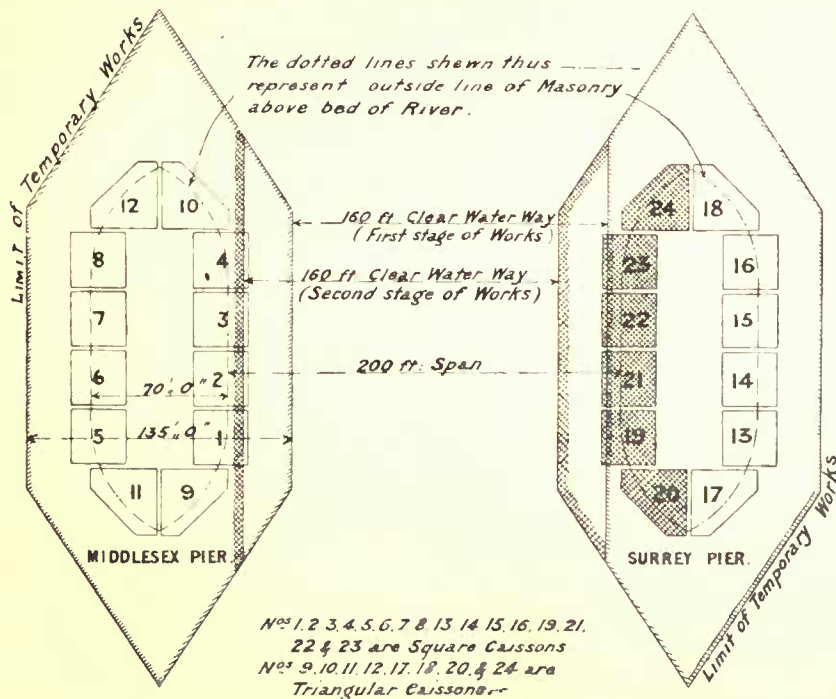 The dotted lines shewn thus
represent outside line of Masonry
above bed of River.
Limit of Temporary Works
12 10
24 18
160 ft Clear Water Way
(First stage of Works)
8 4
23 16
160 ft Clear Water Way
(Second stage of Works)
7 3
22 15
200 ft: Span
6 2
21 14
70' 0"
5 1
19 13
135' 0"
11 9
20 17
MIDDLESEX PIER
SURREY PIER.
Limit of Temporary Works
Nos 1. 2 3. 4. 5. 6. 7 8. 13 14 15. 16. 19. 21.
22 & 23 are Square Caissons
Nos 9. 10. 11. 12. 17. 18. 20. & 24 are
Triangular Caissons